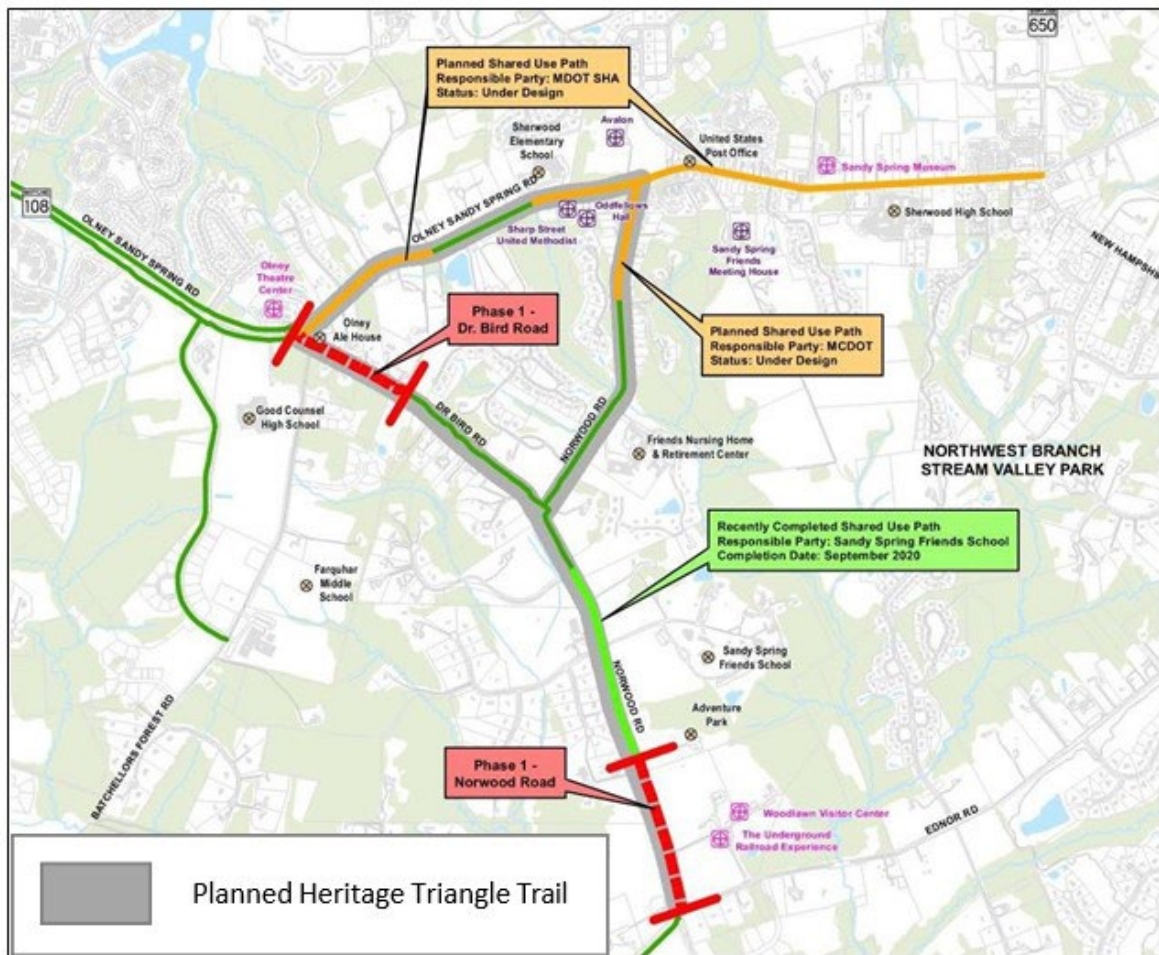 MARYLAND
650
Planned Shared Use Path
Responsible Party: MDOT SHA
Status: Under Design
Avalon
Sherwood
Elementary
School
United States
Post Office
Sandy Spring Museum
108
OLNEY SANDY SPRING RD
OLNEY SANDY SPRING RD
Oddfellows
Hall
Sharp Street
United Methodist
Sherwood High School
Sandy Spring
Friends
Meeting House
NEW HAMPSH
Olney
Theatre
Center
Phase 1 -
Dr. Bird Road
Olney
Ale House
Planned Shared Use Path
Responsible Party: MCDOT
Status: Under Design
Good Counsel
High School
DR BIRD RD
NORWOOD RD
Friends Nursing Home
& Retirement Center
NORTHWEST BRANCH
STREAM VALLEY PARK
Recently Completed Shared Use Path
Responsible Party: Sandy Spring Friends School
Completion Date: September 2020
Farquhar
Middle
School
Sandy Spring
Friends School
NORWOOD RD
Adventure
Park
BATCHELLORS FOREST RD
Phase 1 -
Norwood Road
Woodlawn Visitor Center
The Underground
Railroad Experience
EDNOR RD
Planned Heritage Triangle Trail